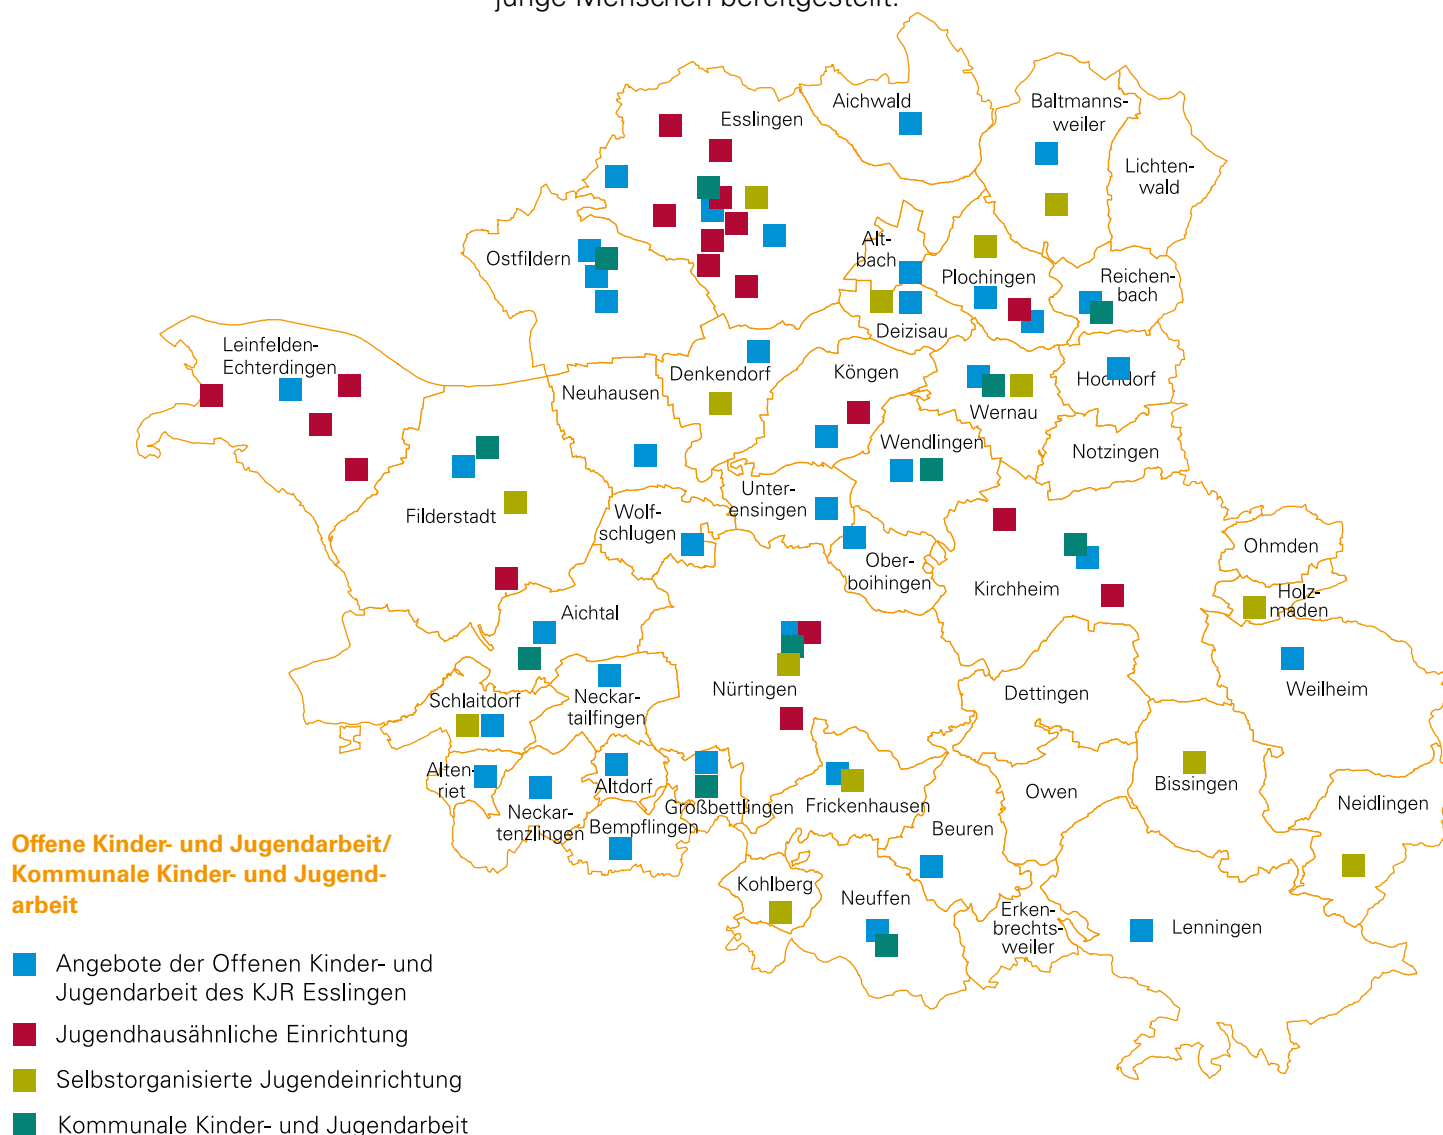 junge Menschen bereitgestellt.
Aichwald
Baltmanns-
weiler
Esslingen
Lichten-
wald
Alt-
bach
Ostfildern
Plochingen
Reichen-
bach
Deizisau
Leinfelden-
Echterdingen
Denkendorf
Köngen
Hochdorf
Neuhausen
Wernau
Wendlingen
Notzingen
Unter-
ensingen
Filderstadt
Wolf-
schlugen
Ober-
boihingen
Ohmden
Kirchheim
Holz-
maden
Aichtal
Nürtingen
Dettingen
Weilheim
Schlaitdorf
Neckar-
tailfingen
Alten-
riet
Altdorf
Großbettlingen
Frickenhausen
Owen
Bissingen
Neckar-
tenzlingen
Bempflingen
Beuren
Neidlingen
Kohlberg
Neuffen
Erken-
brechts-
weiler
Lenningen
Offene Kinder- und Jugendarbeit/
Kommunale Kinder- und Jugend-
arbeit
Angebote der Offenen Kinder- und
Jugendarbeit des KJR Esslingen
Jugendhausähnliche Einrichtung
Selbstorganisierte Jugendeinrichtung
Kommunale Kinder- und Jugendarbeit